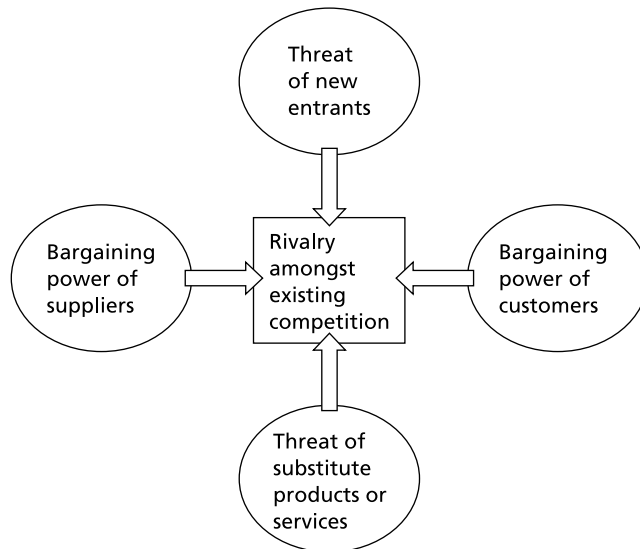 Threat
of new
entrants
Bargaining
power of
suppliers
Rivalry
amongst
existing
competition
Bargaining
power of
customers
Threat of
substitute
products or
services